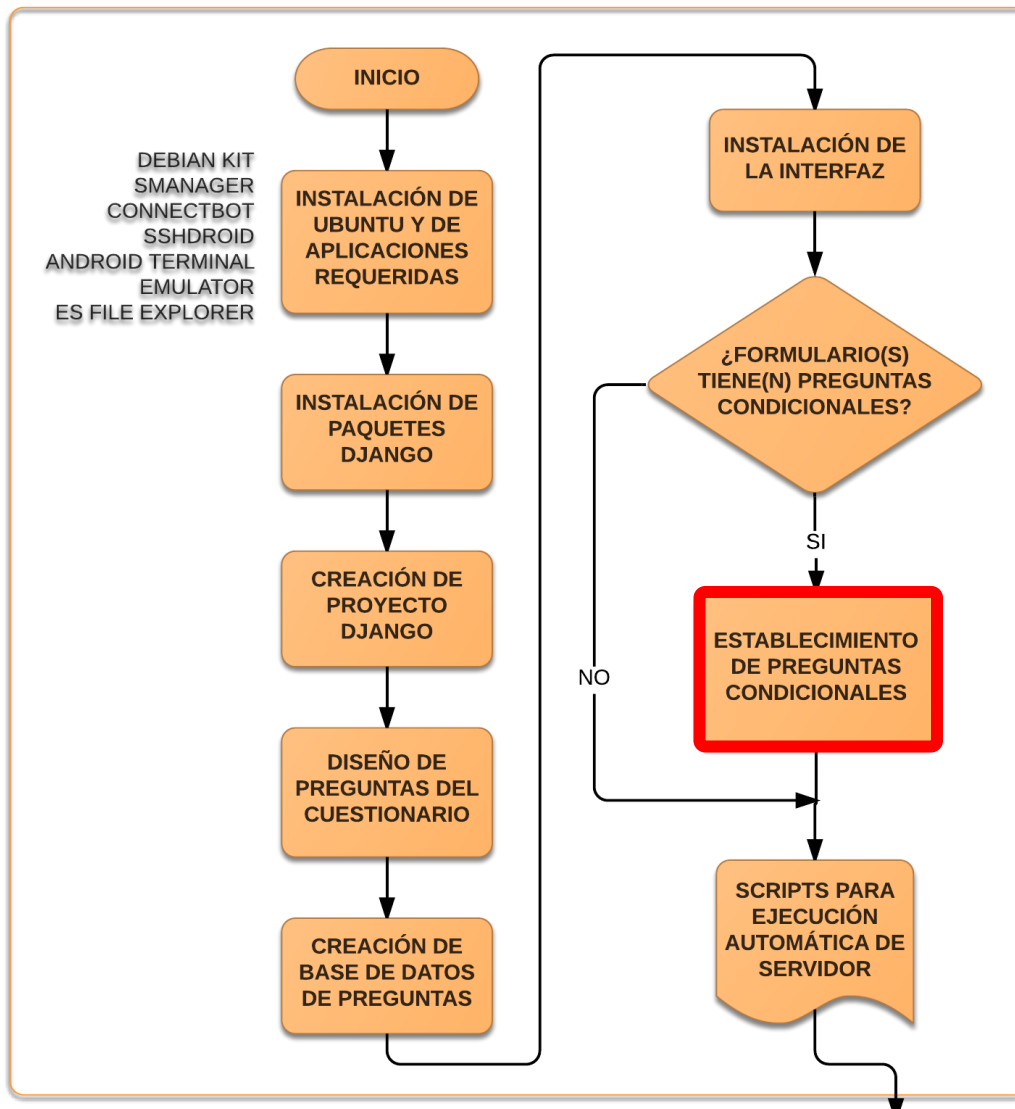 INICIO
DEBIAN KIT
SMANAGER
CONNECTBOT
SSHDROID
ANDROID TERMINAL
EMULATOR
ES FILE EXPLORER
INSTALACIÓN DE
UBUNTU Y DE
APLICACIONES
REQUERIDAS
INSTALACIÓN DE
PAQUETES
DJANGO
CREACIÓN DE
PROYECTO
DJANGO
DISEÑO DE
PREGUNTAS DEL
CUESTIONARIO
CREACIÓN DE
BASE DE DATOS
DE PREGUNTAS
INSTALACIÓN DE
LA INTERFAZ
¿FORMULARIO(S)
TIENE(N) PREGUNTAS
CONDICIONALES?
SI
NO
ESTABLECIMIENTO
DE PREGUNTAS
CONDICIONALES
SCRIPTS PARA
EJECUCIÓN
AUTOMÁTICA DE
SERVIDOR